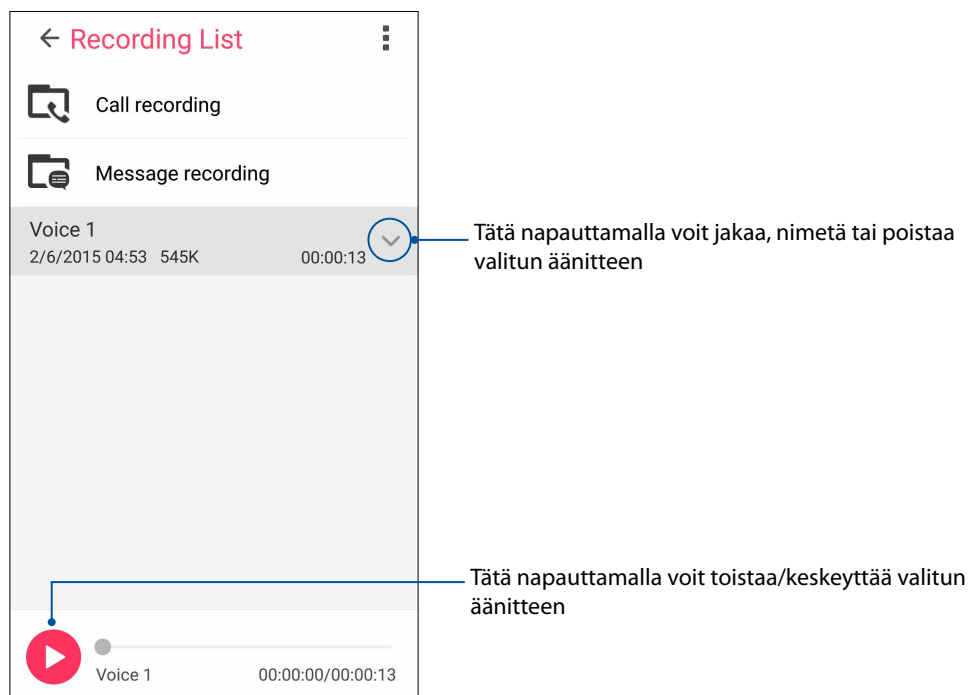 Recording List
Call recording
Message recording
Voice 1
2/6/2015 04:53 545K 00:00:13
Tätä napauttamalla voit jakaa, nimetä tai poistaa
valitun äänitteen
Tätä napauttamalla voit toistaa/keskeyttää valitun
äänitteen
Voice 1 00:00:00/00:00:13